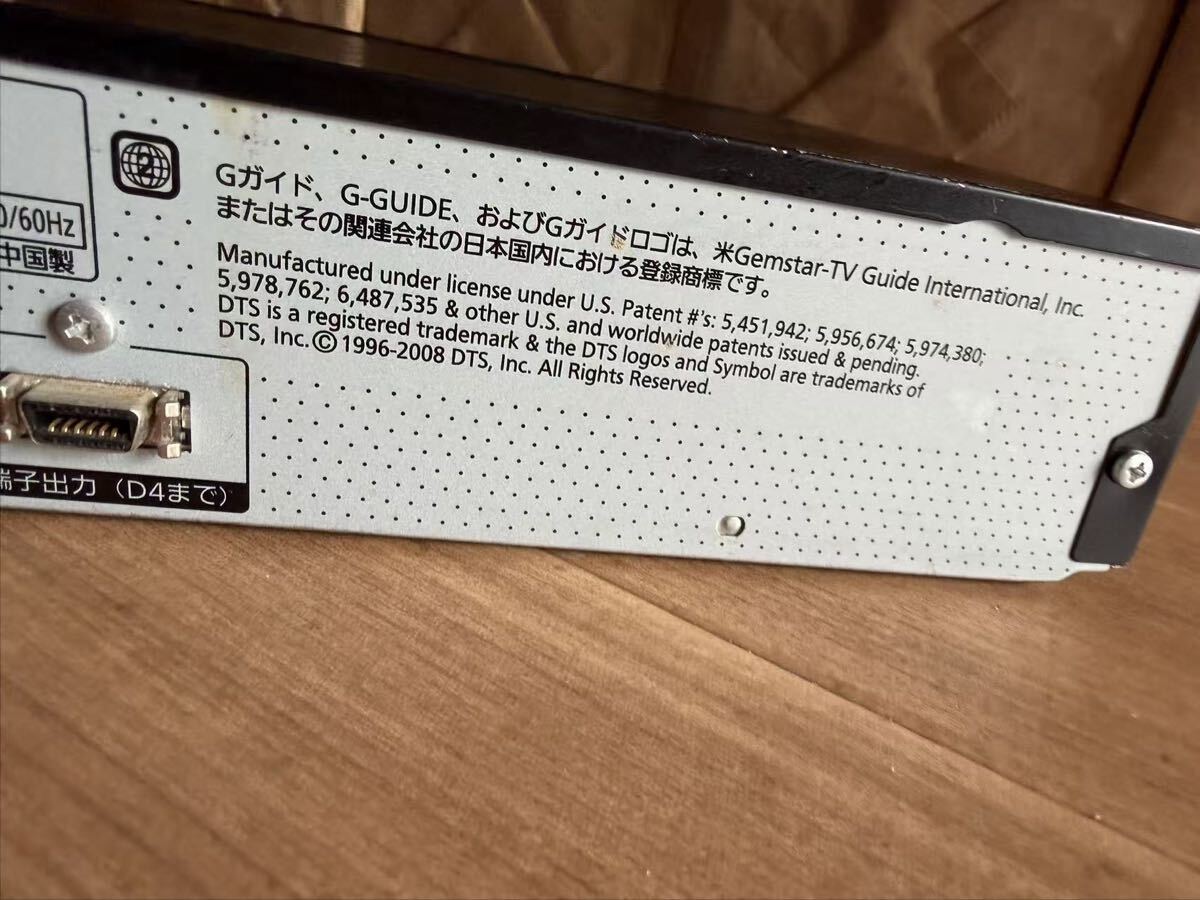 2
0/60Hz
中国製
Gガイド、G-GUIDE、およびGガイドロゴは、米Gemstar-TV Guide International, Inc.
またはその関連会社の日本国内における登録商標です。
Manufactured under license under U.S. Patent #'s: 5,451,942; 5,956,674; 5,974,380;
5,978,762; 6,487,535 & other U.S. and worldwide patents issued & pending.
DTS is a registered trademark & the DTS logos and Symbol are trademarks of
DTS, Inc. © 1996-2008 DTS, Inc. All Rights Reserved.
端子出力（D4まで）